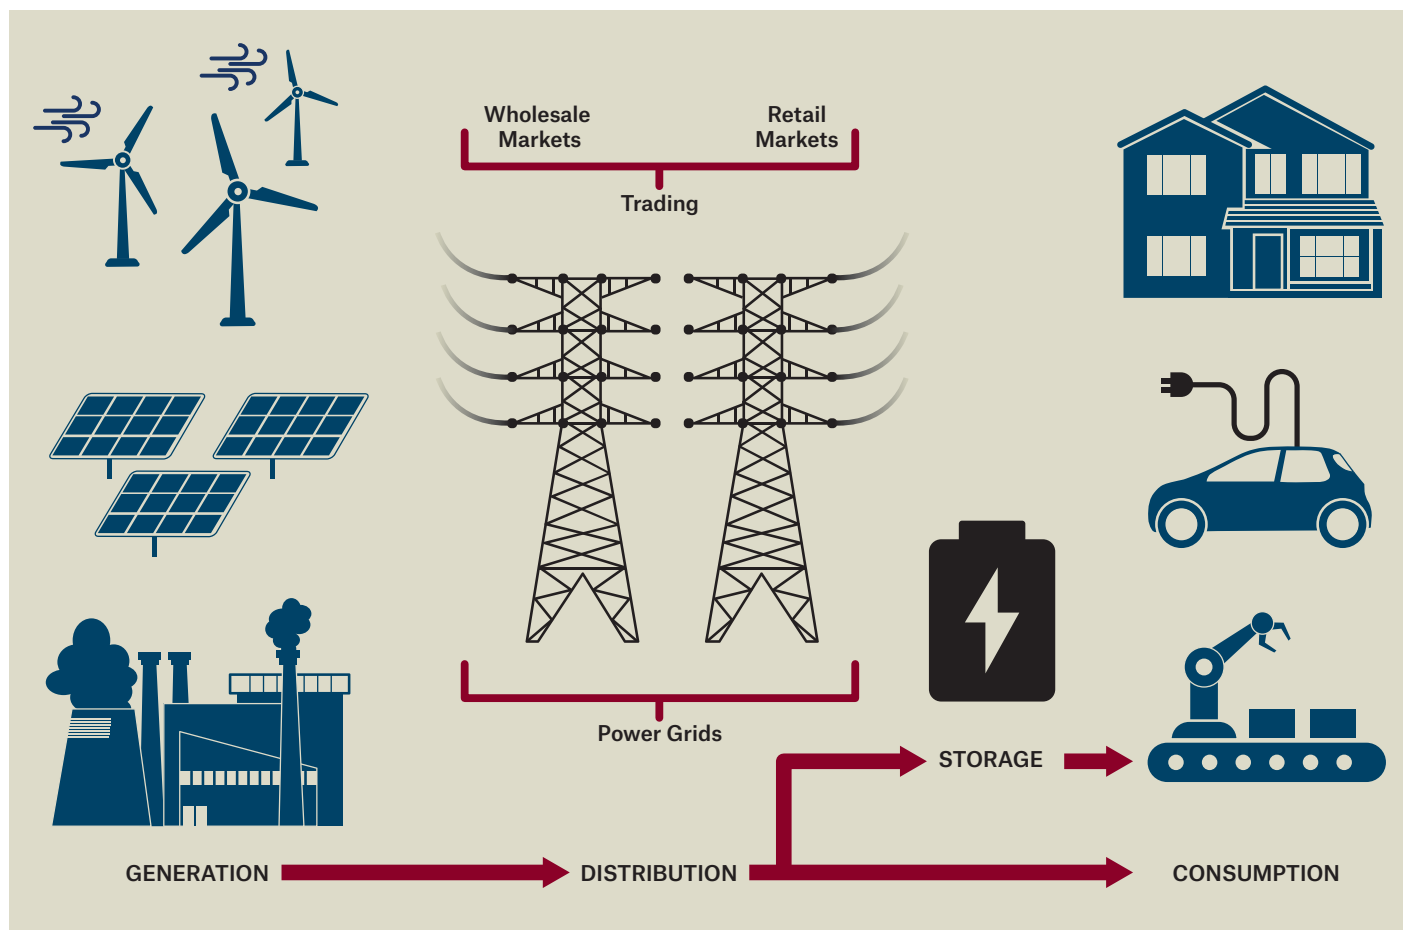 Wholesale
Markets
Retail
Markets
Trading
Power Grids
STORAGE
GENERATION
DISTRIBUTION
CONSUMPTION